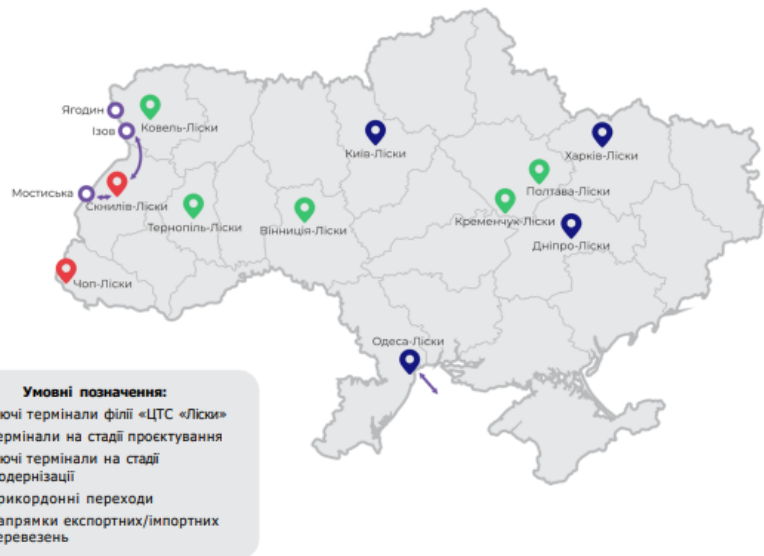 Ягодин
Ізов
Ковель-Ліски
Київ-Ліски
Харків-Ліски
Полтава-Ліски
Мостиська
Скнилів-Ліски
Тернопіль-Ліски
Вінниця-Ліски
Кременчук-Ліски
Дніпро-Ліски
Чоп-Ліски
Одеса-Ліски
Умовні позначення:
ючі термінали філії «ЦТС «Ліски»
ермінали на стадії проєктування
ючі термінали на стадії
одернізації
рикордонні переходи
апрямки експортних/імпортних
еревезень